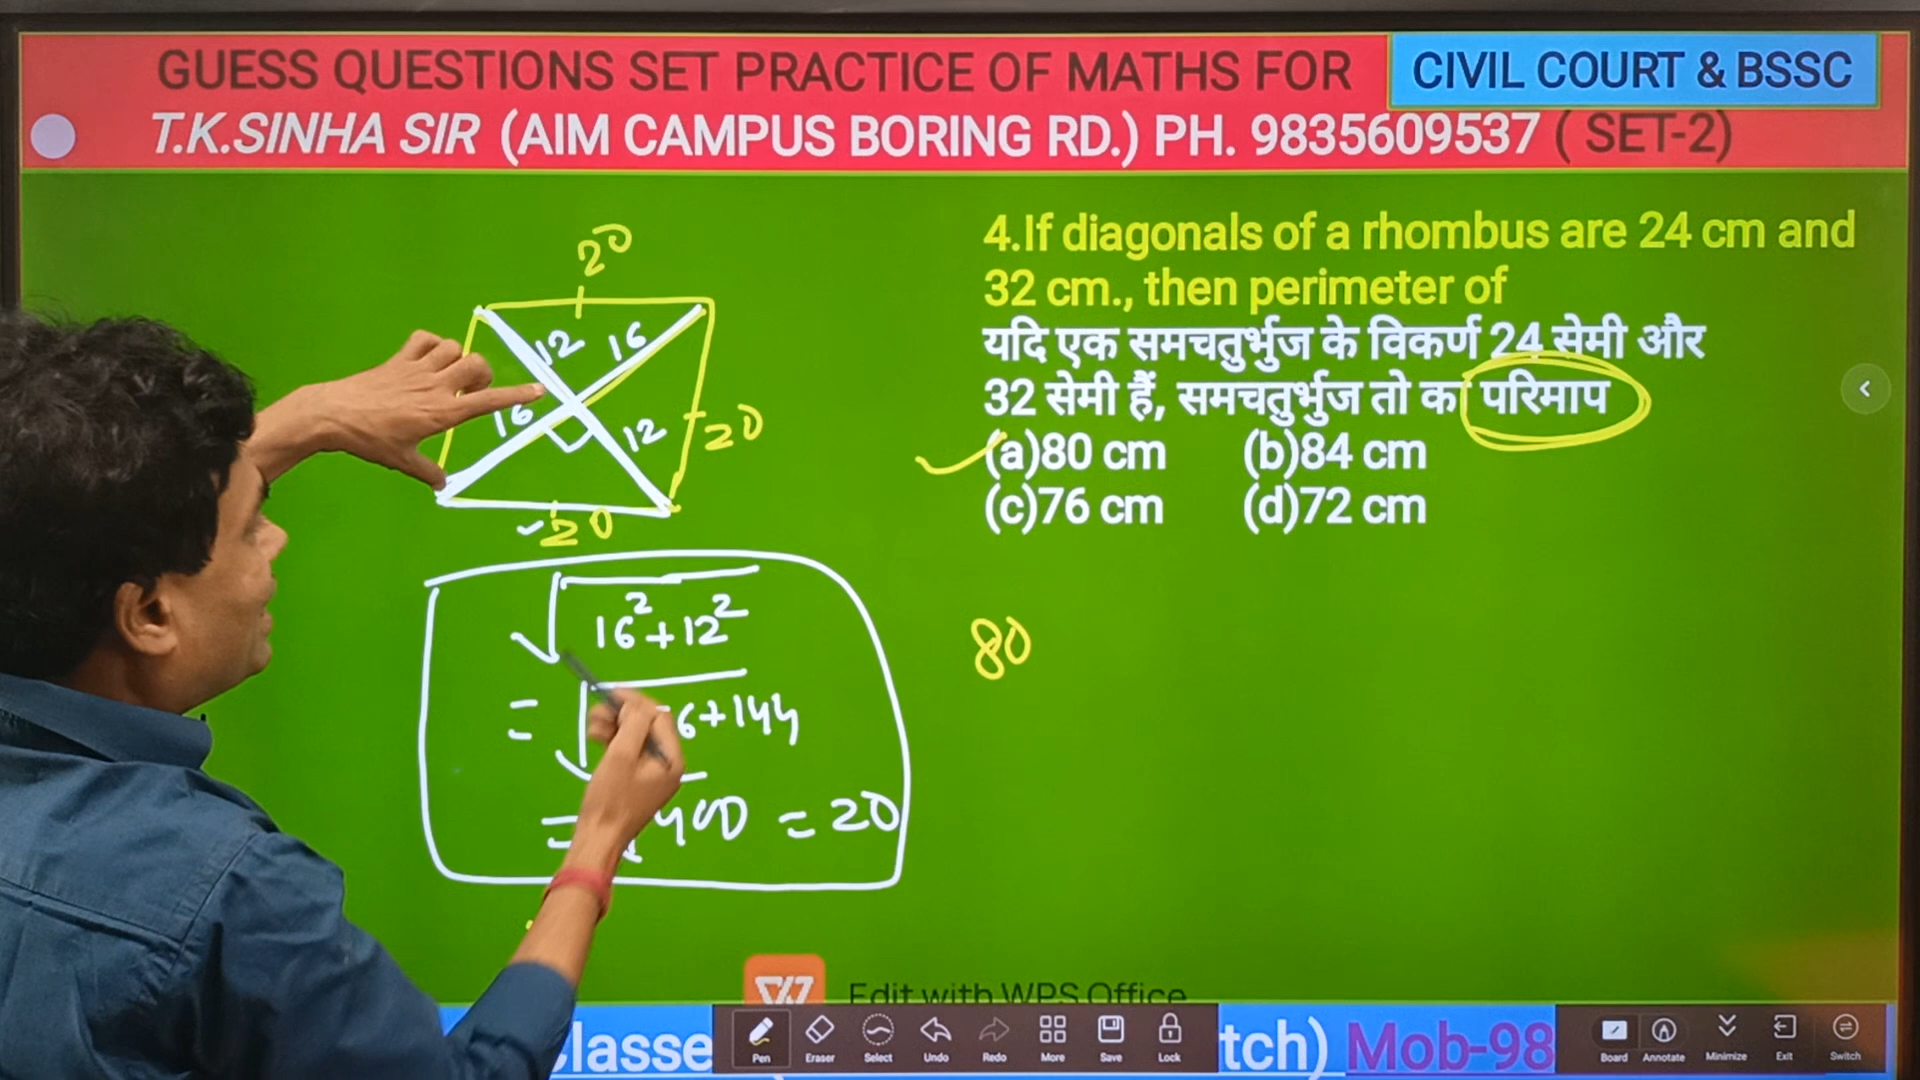 GUESS QUESTIONS SET PRACTICE OF MATHS FOR CIVIL COURT & BSSC
T.K.SINHA SIR (AIM CAMPUS BORING RD.) PH. 9835609537 ( SET-2)
4.If diagonals of a rhombus are 24 cm and
32 cm., then perimeter of
यदि एक समचतुर्भुज के विकर्ण 24 सेमी और
32 सेमी हैं, समचतुर्भुज तो क परिमाप
(a)80 cm (b)84 cm
(c)76 cm (d)72 cm
20
12 16
16 12
20
20
√16²+12²
= 6+144
= 400 = 20
80
Edit with WPS Office
lasse tch) Mob-98
Pen Eraser Select Undo Redo More Save Lock Board Annotate Minimize Exit Switch